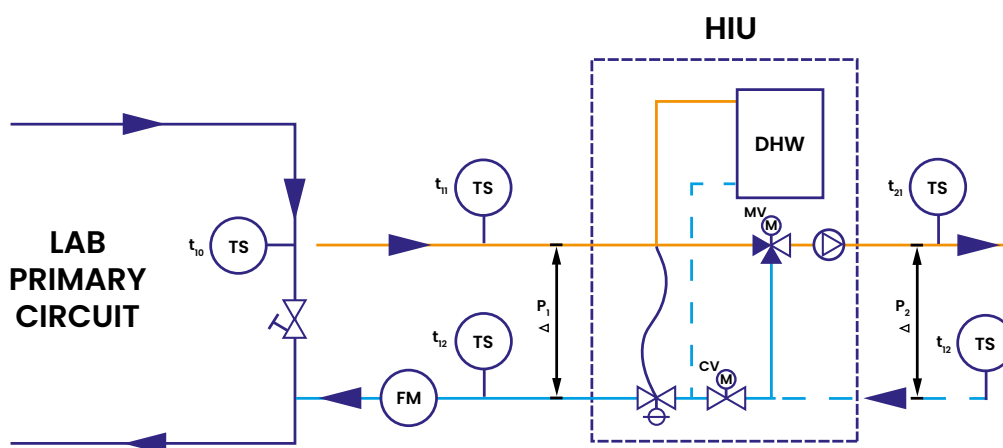 HIU
DHW
t₁₁
TS
t₂₁
TS
MV
M
t₁₀
TS
LAB
PRIMARY
CIRCUIT
P₁
Δ
P₂
Δ
t₁₂
TS
t₁₂
TS
CV
M
FM